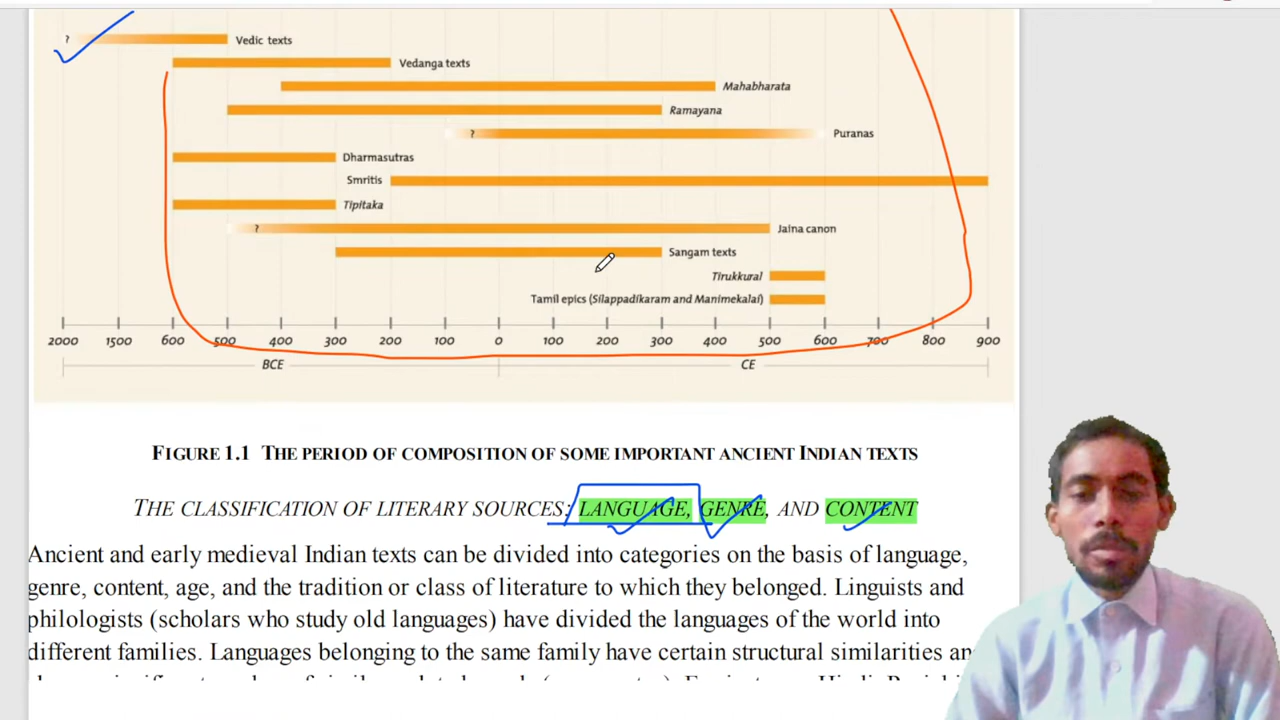 ? Vedic texts
Vedanga texts
Mahabharata
Ramayana
? Puranas
Dharmasutras
Smritis
Tipitaka
? Jaina canon
Sangam texts
Tirukkural
Tamil epics (Silappadikaram and Manimekalai)
2000 1500 600 500 400 300 200 100 0 100 200 300 400 500 600 700 800 900
BCE CE
FIGURE 1.1 THE PERIOD OF COMPOSITION OF SOME IMPORTANT ANCIENT INDIAN TEXTS
THE CLASSIFICATION OF LITERARY SOURCES: LANGUAGE, GENRE, AND CONTENT
Ancient and early medieval Indian texts can be divided into categories on the basis of language,
genre, content, age, and the tradition or class of literature to which they belonged. Linguists and
philologists (scholars who study old languages) have divided the languages of the world into
different families. Languages belonging to the same family have certain structural similarities